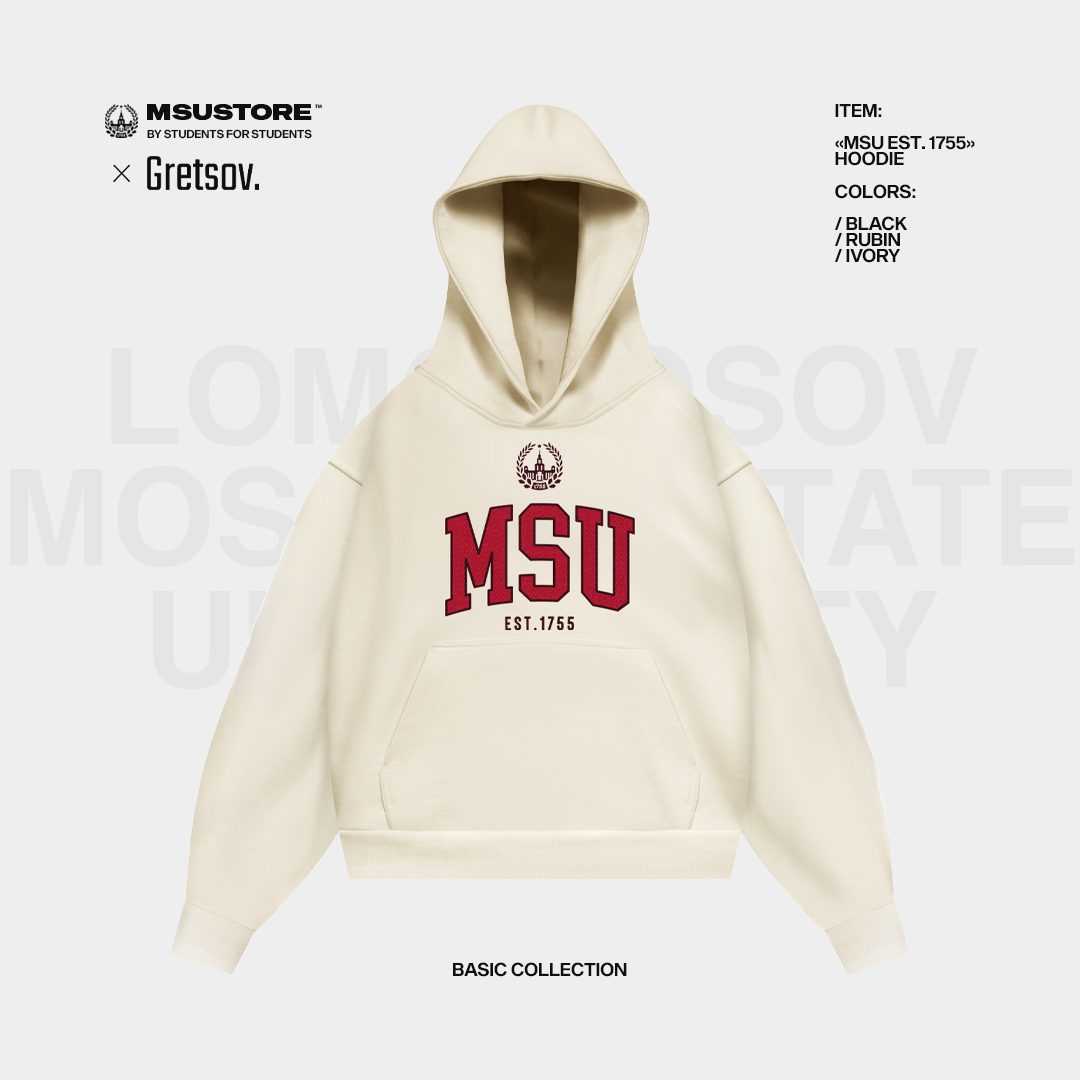 MSUSTORE™
BY STUDENTS FOR STUDENTS
× Gretsov.
ITEM:
«MSU EST. 1755»
HOODIE
COLORS:
/ BLACK
/ RUBIN
/ IVORY
1755
MSU
EST.1755
BASIC COLLECTION